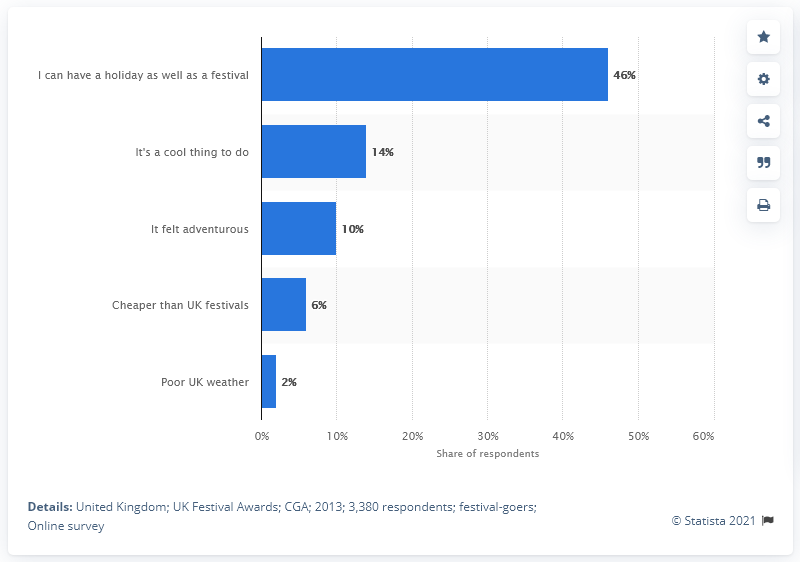 I can have a holiday as well as a festival
46%
It's a cool thing to do
14%
It felt adventurous
10%
Cheaper than UK festivals
6%
Poor UK weather
2%
0% 10% 20% 30% 40% 50% 60%
Share of respondents
Details: United Kingdom; UK Festival Awards; CGA; 2013; 3,380 respondents; festival-goers;
Online survey
© Statista 2021